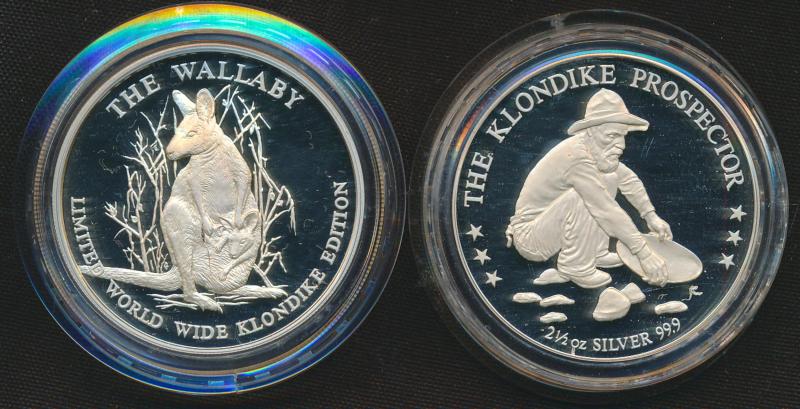 THE WALLABY
LIMITED WORLD WIDE KLONDIKE EDITION
THE KLONDIKE PROSPECTOR
2½ oz SILVER 99.9